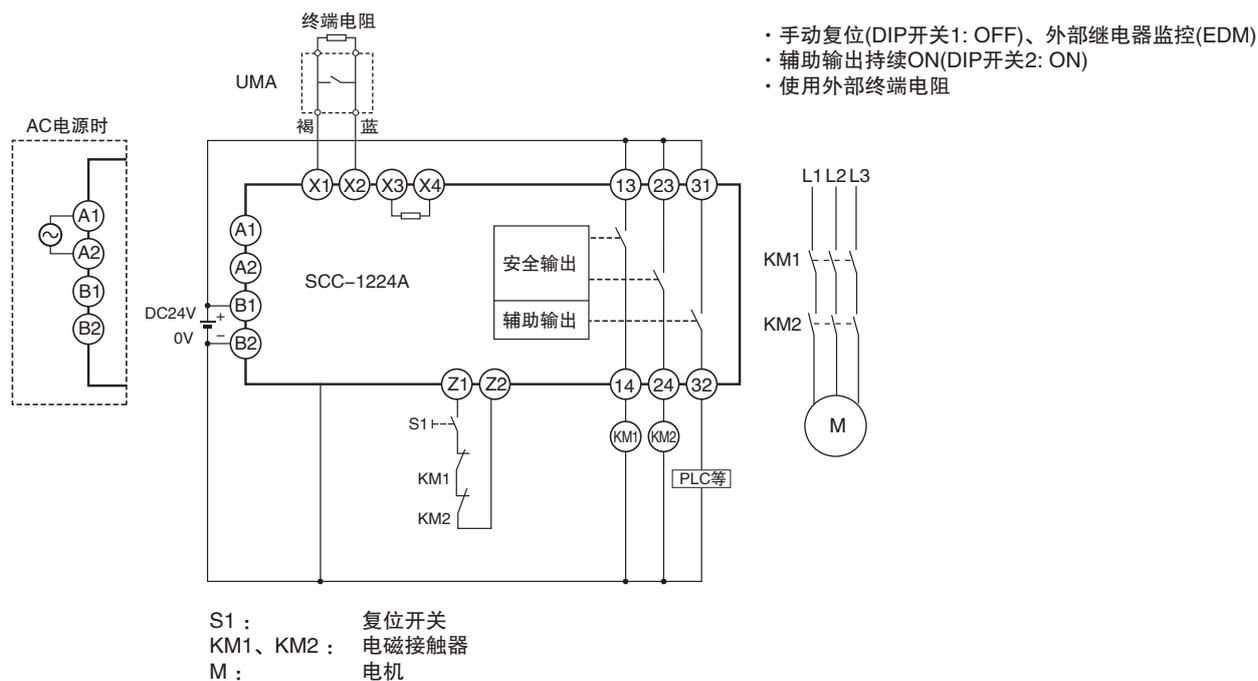 终端电阻
・手动复位(DIP开关1: OFF)、外部继电器监控(EDM)
・辅助输出持续ON(DIP开关2: ON)
・使用外部终端电阻
UMA
褐
蓝
AC电源时
A1
A2
B1
B2
X1
X2
X3
X4
13
23
31
A1
A2
B1
B2
DC24V
+
0V
−
SCC−1224A
安全输出
辅助输出
L1 L2 L3
KM1
KM2
M
Z1
Z2
14
24
32
S1
KM1
KM2
KM1
KM2
PLC等
S1： 复位开关
KM1、KM2： 电磁接触器
M： 电机